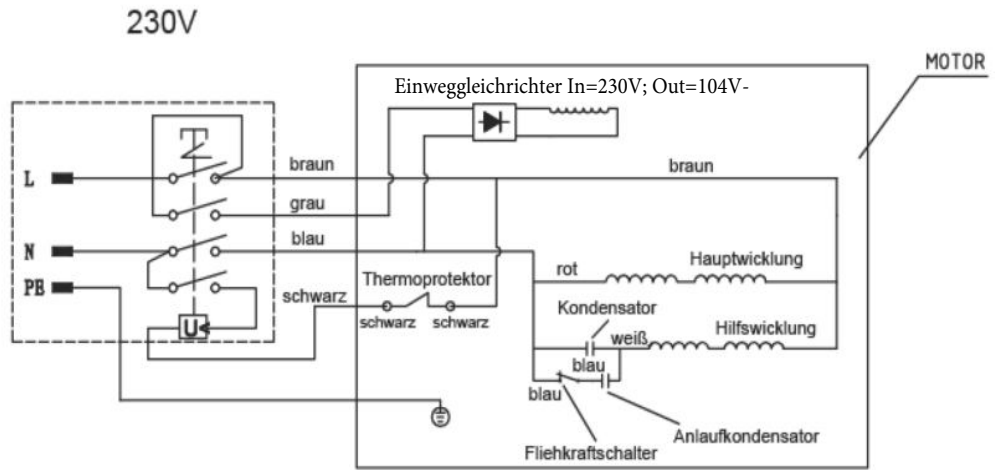 230V
MOTOR
Einweggleichrichter In=230V; Out=104V-
L
braun
braun
grau
N
blau
PE
Thermoprotektor
rot
Hauptwicklung
schwarz
schwarz
schwarz
Kondensator
U<
weiß
Hilfswicklung
blau
blau
Anlaufkondensator
Fliehkraftschalter